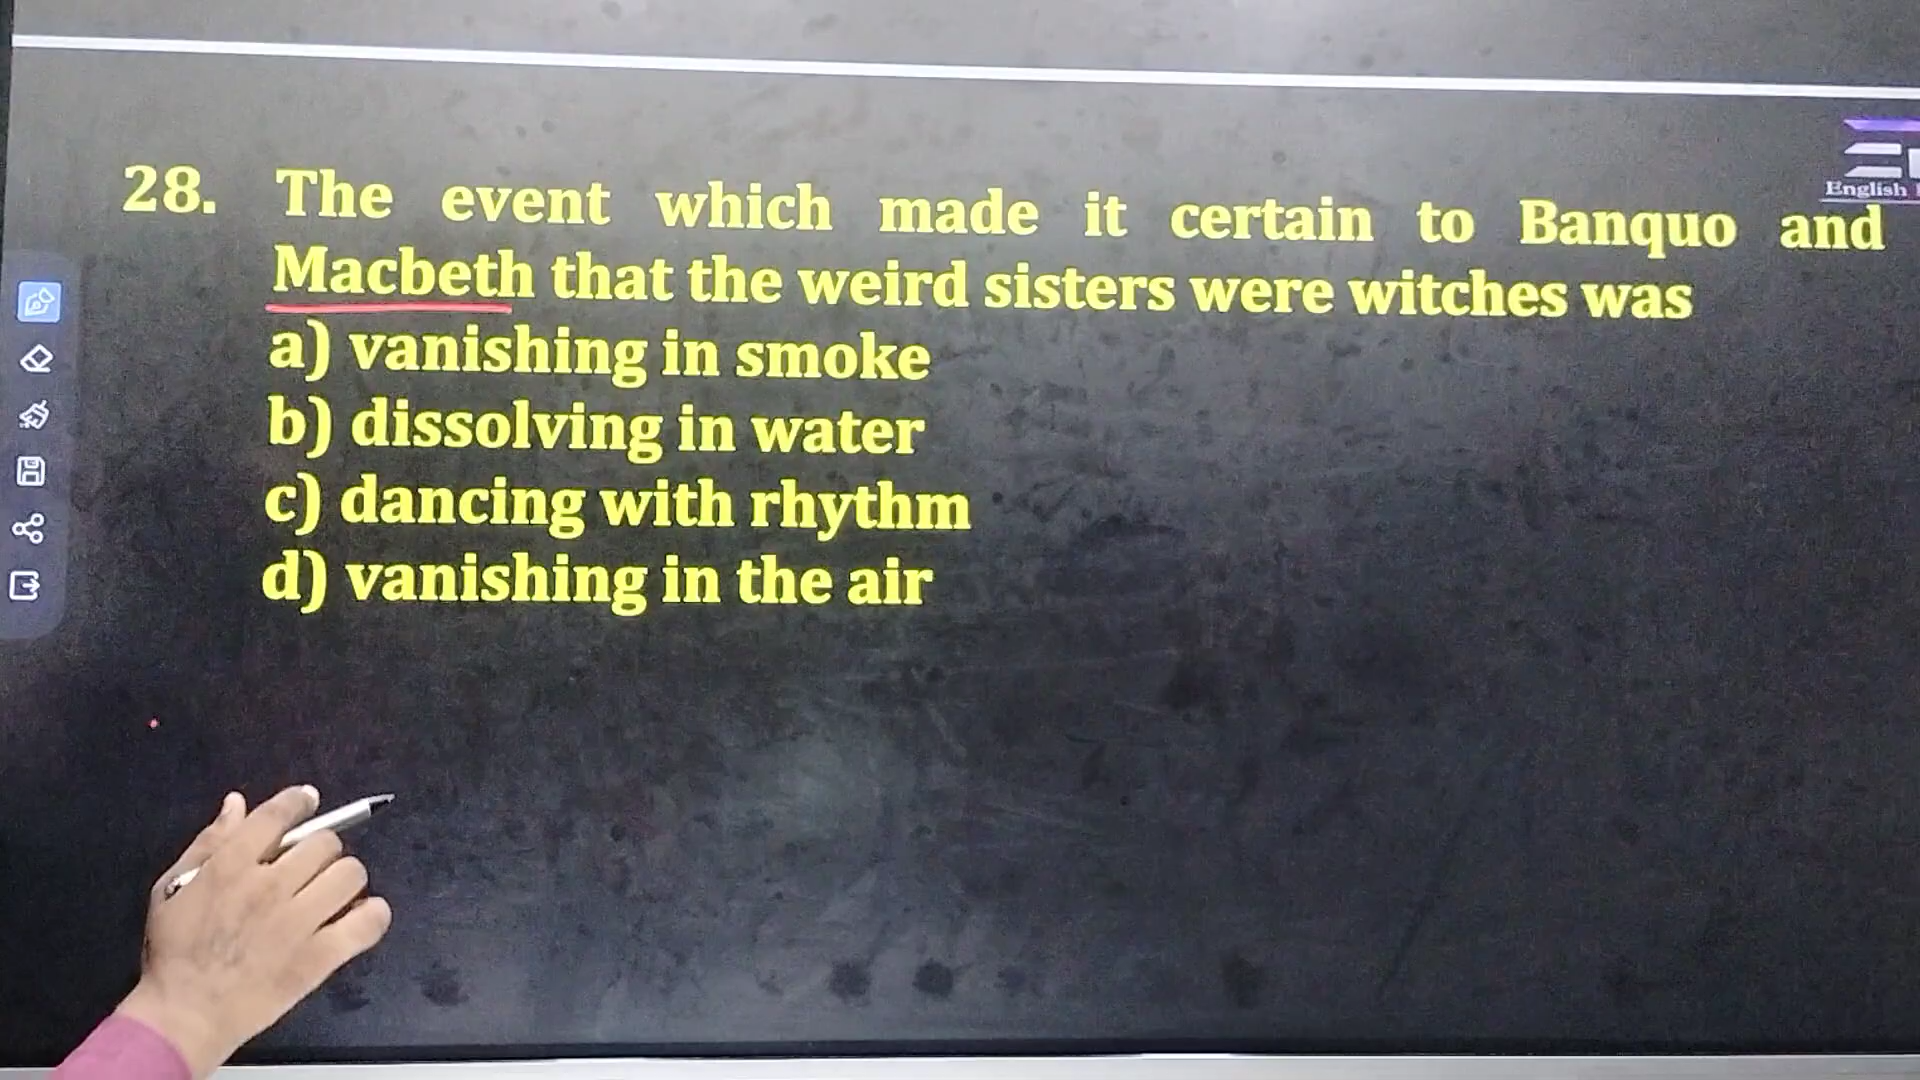 28. The event which made it certain to Banquo and
Macbeth that the weird sisters were witches was
a) vanishing in smoke
b) dissolving in water
c) dancing with rhythm
d) vanishing in the air
English